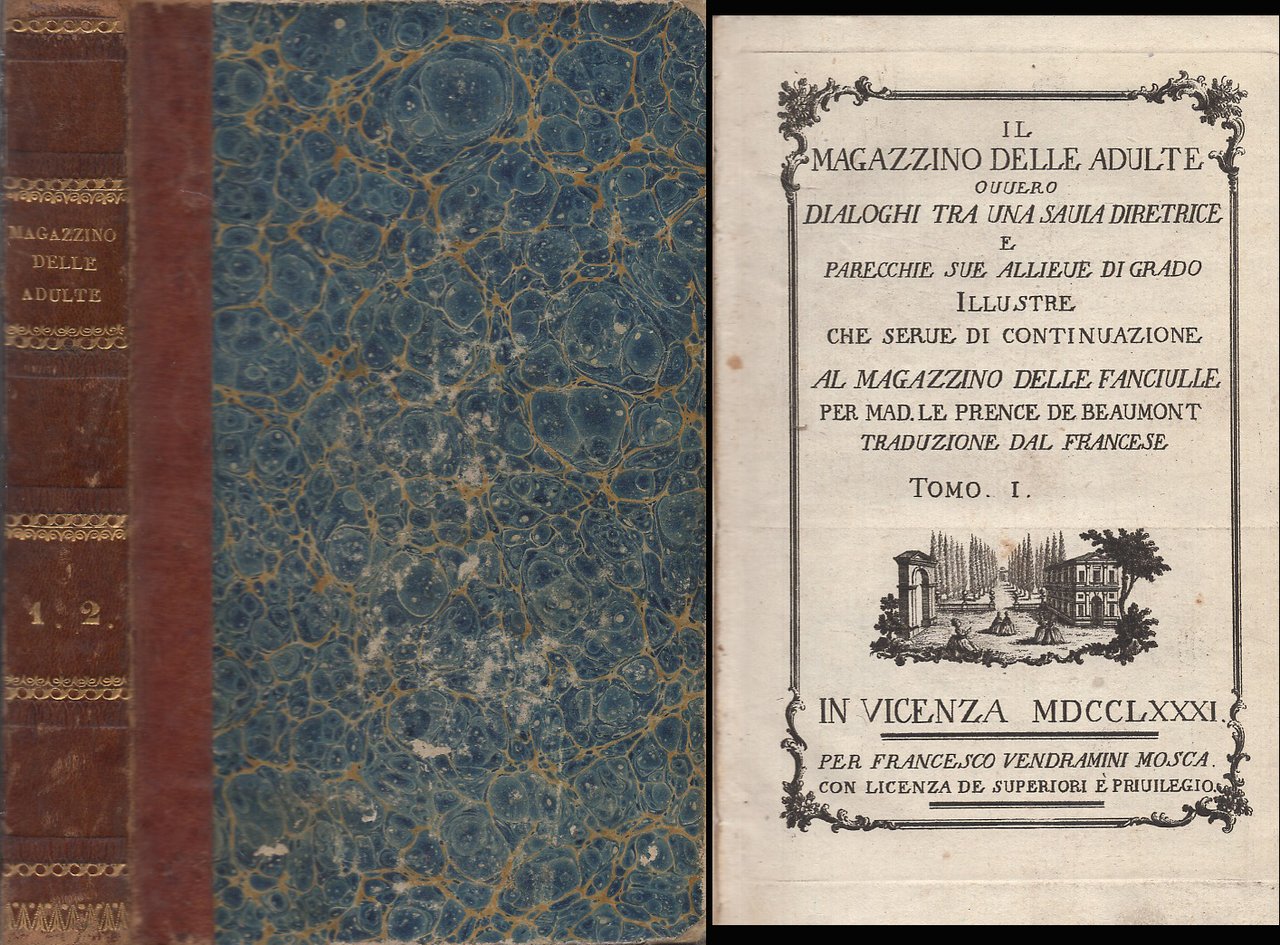 MAGAZZINO
DELLE
ADULTE
1. 2.
IL
MAGAZZINO DELLE ADULTE
OUUERO
DIALOGHI TRA UNA SAUIA DIRETRICE
E
PARECCHIE SUE ALLIEUE DI GRADO
ILLUSTRE
CHE SERUE DI CONTINUAZIONE
AL MAGAZZINO DELLE FANCIULLE
PER MAD. LE PRENCE DE BEAUMONT
TRADUZIONE DAL FRANCESE
TOMO. I.
IN VICENZA MDCCLXXXI.
PER FRANCESCO VENDRAMINI MOSCA.
CON LICENZA DE SUPERIORI È PRIUILEGIO.